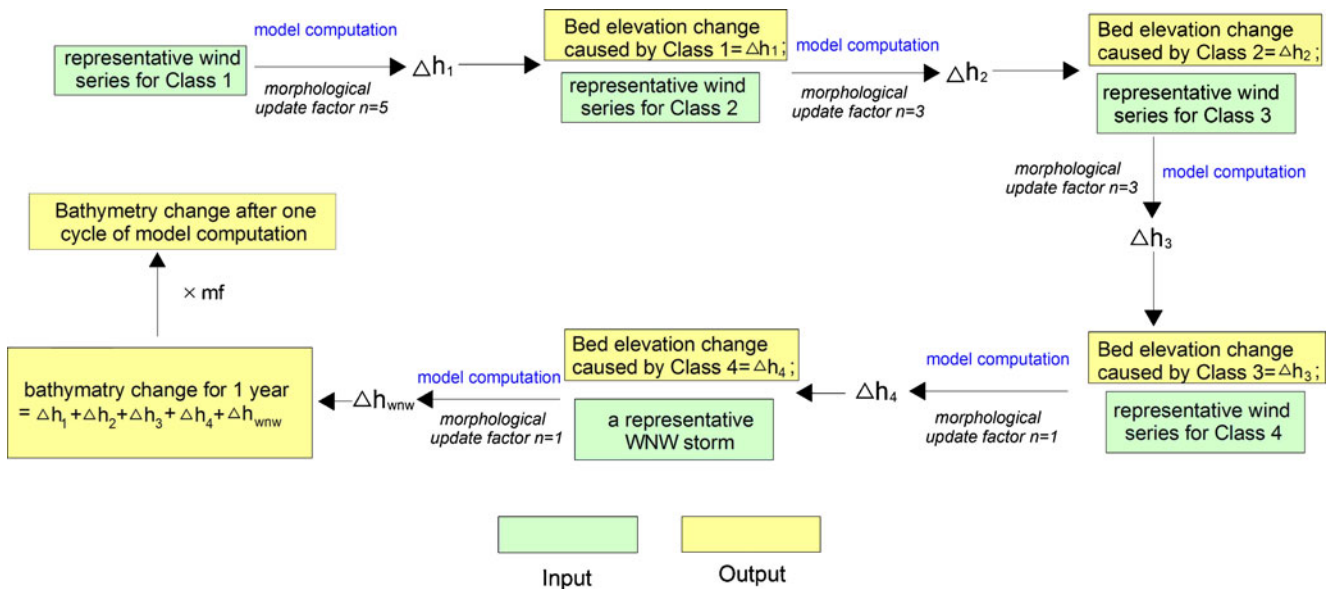 representative wind
series for Class 1
model computation
morphological
update factor n=5
△h₁
Bed elevation change
caused by Class 1=△h₁;
representative wind
series for Class 2
model computation
morphological
update factor n=3
△h₂
Bed elevation change
caused by Class 2=△h₂;
representative wind
series for Class 3
morphological
update factor n=3
model computation
△h₃
Bed elevation change
caused by Class 3=△h₃;
representative wind
series for Class 4
model computation
morphological
update factor n=1
△h₄
Bed elevation change
caused by Class 4=△h₄;
a representative
WNW storm
model computation
morphological
update factor n=1
△hwnw
bathymatry change for 1 year
= △h₁+△h₂+△h₃+△h₄+△hwnw
× mf
Bathymetry change after one
cycle of model computation
Input
Output